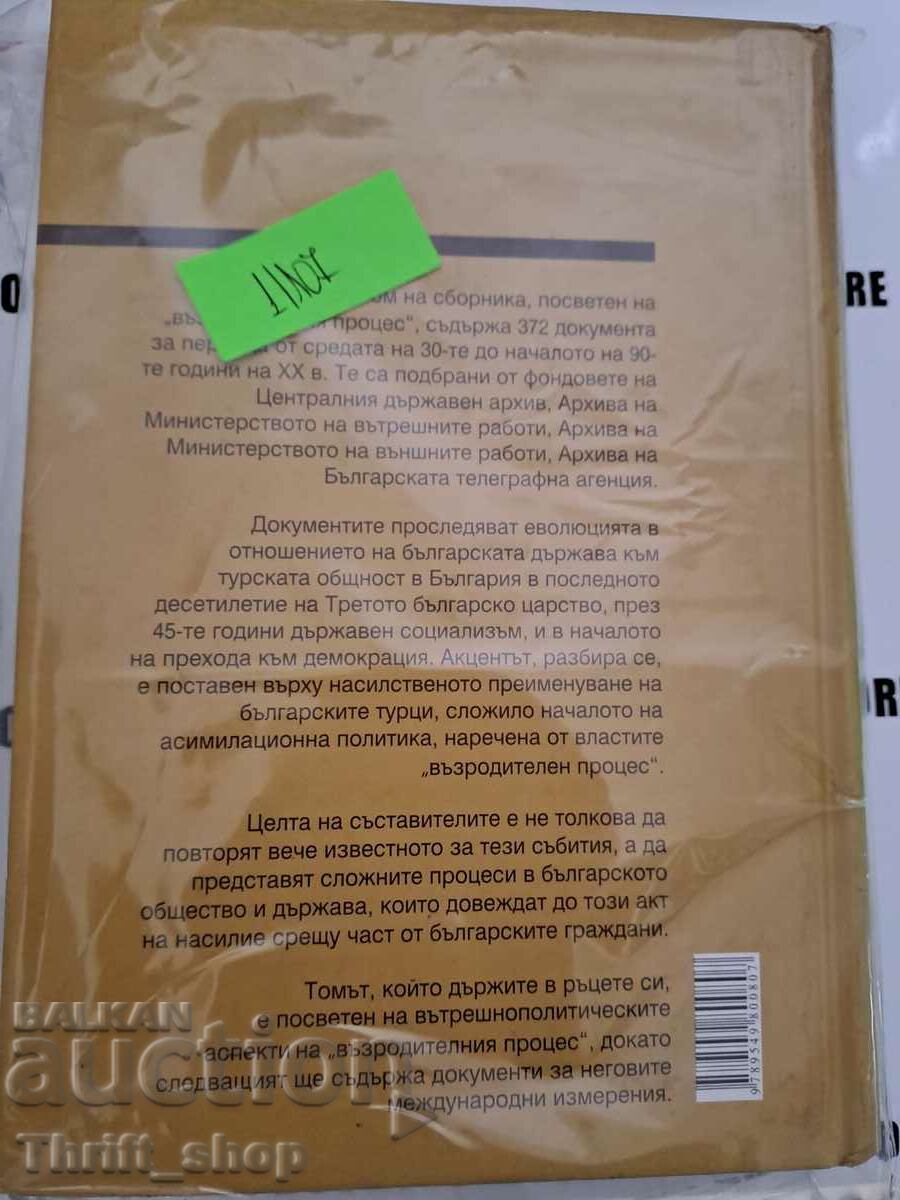 11107
ом на сборника, посветен на
процес“, съдържа 372 документа
за от средата на 30-те до началото на 90-
те години на ХХ в. Те са подбрани от фондовете на
Централния държавен архив, Архива на
Министерството на вътрешните работи, Архива на
Министерството на външните работи, Архива на
Българската телеграфна агенция.
Документите проследяват еволюцията в
отношението на българската държава към
турската общност в България в последното
десетилетие на Третото българско царство, през
45-те години държавен социализъм, и в началото
на прехода към демокрация. Акцентът, разбира се,
е поставен върху насилственото преименуване на
българските турци, сложило началото на
асимилационна политика, наречена от властите
„възродителен процес“.
Целта на съставителите е не толкова да
повторят вече известното за тези събития, а да
представят сложните процеси в българското
общество и държава, които довеждат до този акт
на насилие срещу част от българските граждани.
Томът, който държите в ръцете си,
е посветен на вътрешнополитическите
аспекти на „възродителния процес“, докато
следващият ще съдържа документи за неговите
международни измерения.
9789549800807
BALKAN
auction
Thrift_shop